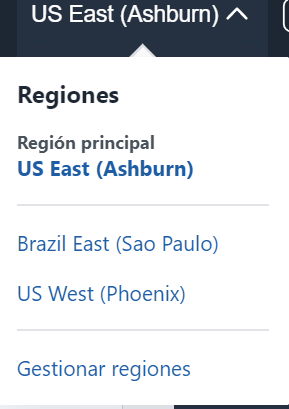 US East (Ashburn)
Regiones
Región principal
US East (Ashburn)
Brazil East (Sao Paulo)
US West (Phoenix)
Gestionar regiones